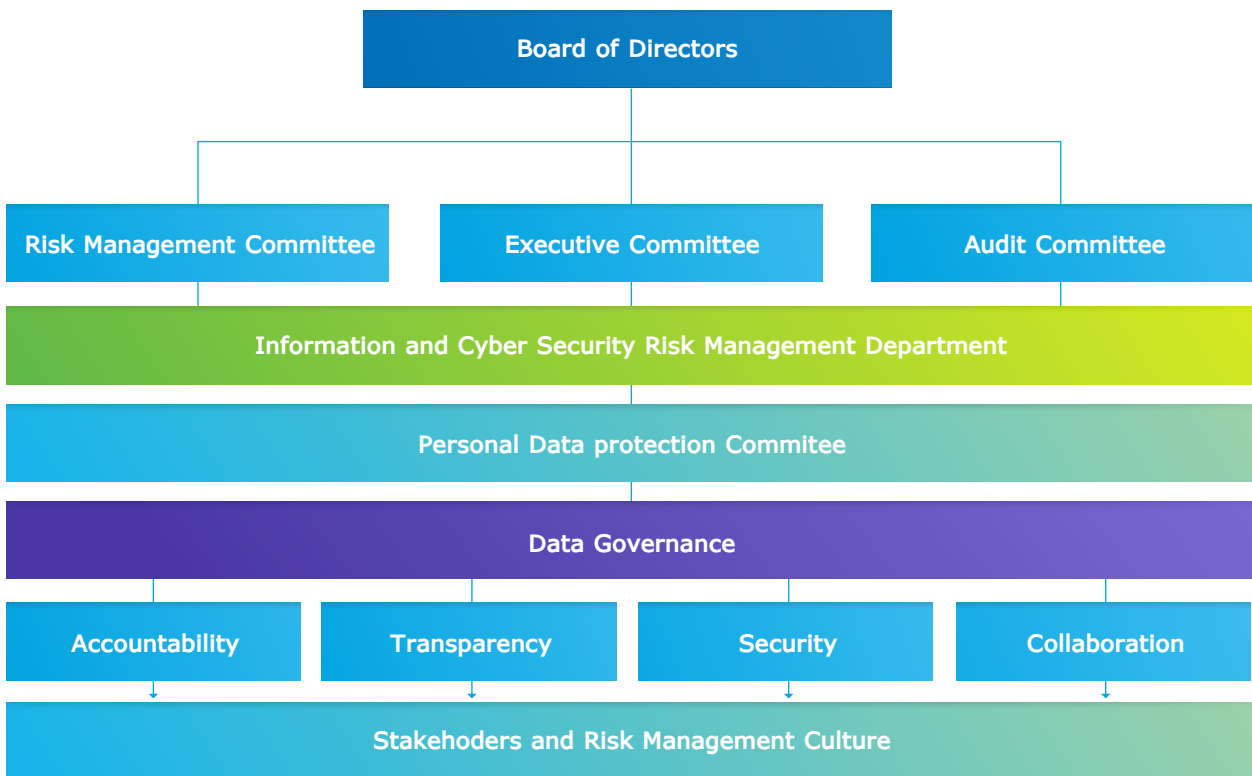 Board of Directors
Risk Management Committee
Executive Committee
Audit Committee
Information and Cyber Security Risk Management Department
Personal Data protection Commitee
Data Governance
Accountability
Transparency
Security
Collaboration
Stakehoders and Risk Management Culture